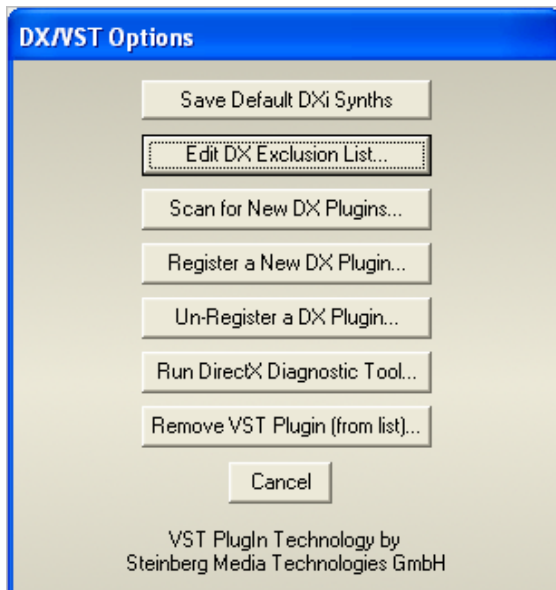 DX/VST Options
Save Default DXi Synths
Edit DX Exclusion List...
Scan for New DX Plugins...
Register a New DX Plugin...
Un-Register a DX Plugin...
Run DirectX Diagnostic Tool...
Remove VST Plugin (from list)...
Cancel
VST PlugIn Technology by
Steinberg Media Technologies GmbH